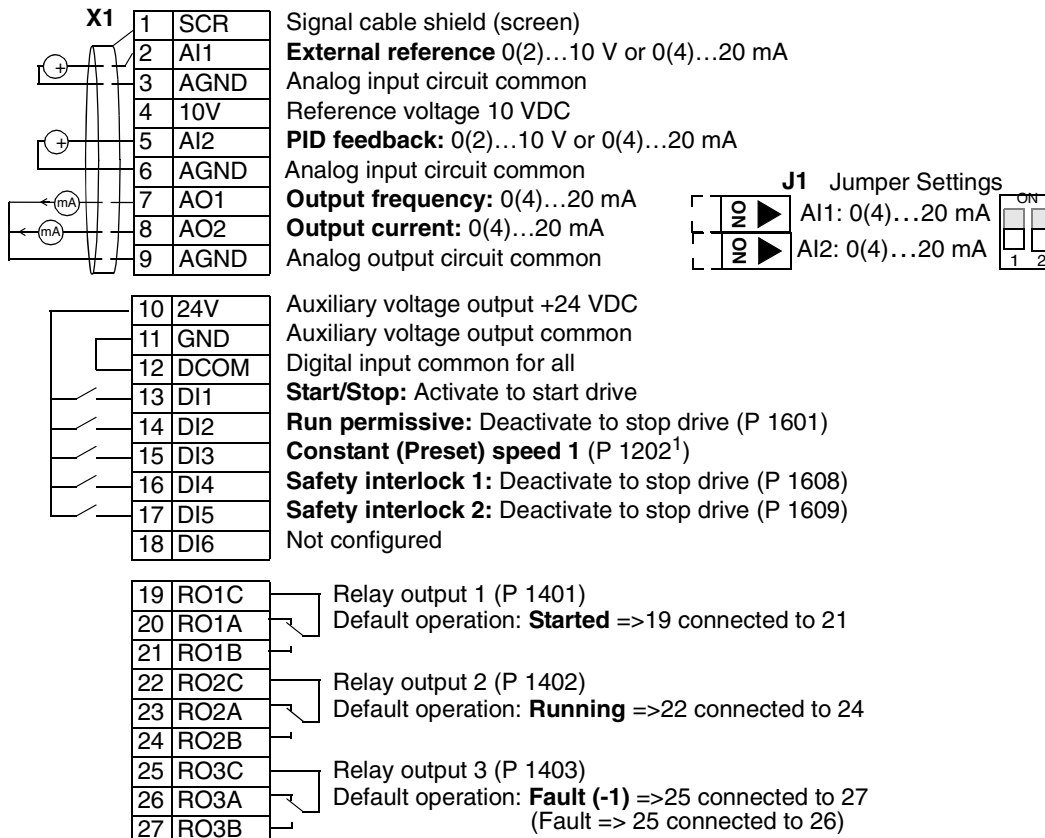 X1
1 SCR Signal cable shield (screen)
2 AI1 External reference 0(2)…10 V or 0(4)…20 mA
3 AGND Analog input circuit common
4 10V Reference voltage 10 VDC
5 AI2 PID feedback: 0(2)…10 V or 0(4)…20 mA
6 AGND Analog input circuit common
7 AO1 Output frequency: 0(4)…20 mA
8 AO2 Output current: 0(4)…20 mA
9 AGND Analog output circuit common
+
+
mA
mA
J1 Jumper Settings
ON AI1: 0(4)…20 mA
ON AI2: 0(4)…20 mA
ON
1 2
10 24V Auxiliary voltage output +24 VDC
11 GND Auxiliary voltage output common
12 DCOM Digital input common for all
13 DI1 Start/Stop: Activate to start drive
14 DI2 Run permissive: Deactivate to stop drive (P 1601)
15 DI3 Constant (Preset) speed 1 (P 1202¹)
16 DI4 Safety interlock 1: Deactivate to stop drive (P 1608)
17 DI5 Safety interlock 2: Deactivate to stop drive (P 1609)
18 DI6 Not configured
19 RO1C Relay output 1 (P 1401)
20 RO1A Default operation: Started =>19 connected to 21
21 RO1B
22 RO2C Relay output 2 (P 1402)
23 RO2A Default operation: Running =>22 connected to 24
24 RO2B
25 RO3C Relay output 3 (P 1403)
26 RO3A Default operation: Fault (-1) =>25 connected to 27
27 RO3B (Fault => 25 connected to 26)